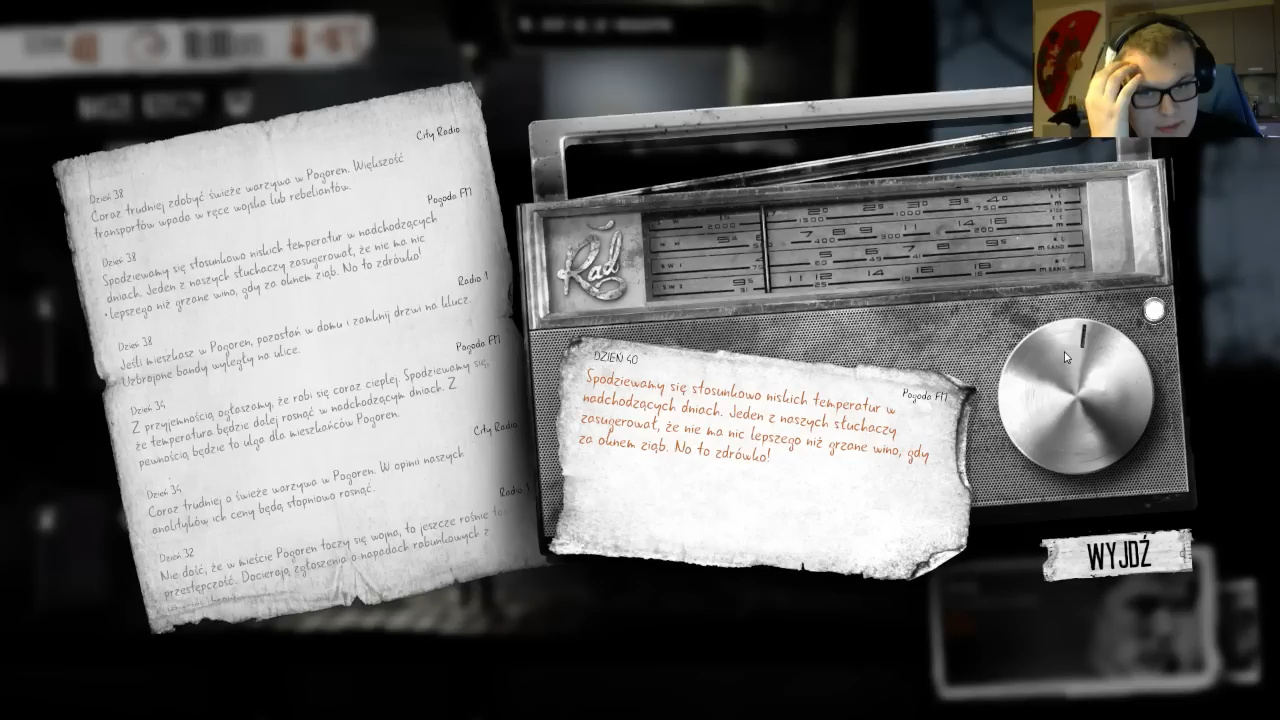 City Radio
Dzień 38
Coraz trudniej zdobyć świeże warzywa w Pogoren. Większość
transportów wpada w ręce wojska lub rebeliantów.
Pogoda FM
Dzień 38
Spodziewamy się stosunkowo niskich temperatur w nadchodzących
dniach. Jeden z naszych słuchaczy zasugerował, że nie ma nic
lepszego niż grzane wino, gdy za oknem ziąb. No to zdrówko!
Radio 1
Dzień 38
Jeśli mieszkasz w Pogoren, pozostań w domu i zamknij drzwi na klucz.
Uzbrojone bandy wyległy na ulice.
Pogoda FM
Dzień 34
Z przyjemnością ogłaszamy, że robi się coraz cieplej. Spodziewamy się,
że temperatura będzie dalej rosnąć w nadchodzącym dniach. Z
pewnością będzie to ulga dla mieszkańców Pogoren.
City Radio
Dzień 34
Coraz trudniej o świeże warzywa w Pogoren. W opinii naszych
analityków ich ceny będą stopniowo rosnąć.
Radio 1
Dzień 32
Nie dość, że w mieście Pogoren toczy się wojna, to jeszcze rośnie to
przestępczość. Docierają zgłoszenia o napadach rabunkowych z
Rad
DZIEŃ 40
Pogoda FM
Spodziewamy się stosunkowo niskich temperatur w
nadchodzących dniach. Jeden z naszych słuchaczy
zasugerował, że nie ma nic lepszego niż grzane wino, gdy
za oknem ziąb. No to zdrówko!
WYJDŹ